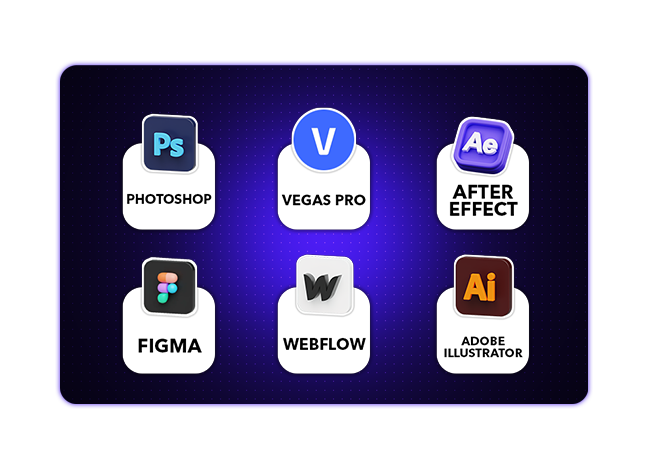 Ps
V
Ae
PHOTOSHOP
VEGAS PRO
AFTER
EFFECT
W
Ai
FIGMA
WEBFLOW
ADOBE
ILLUSTRATOR